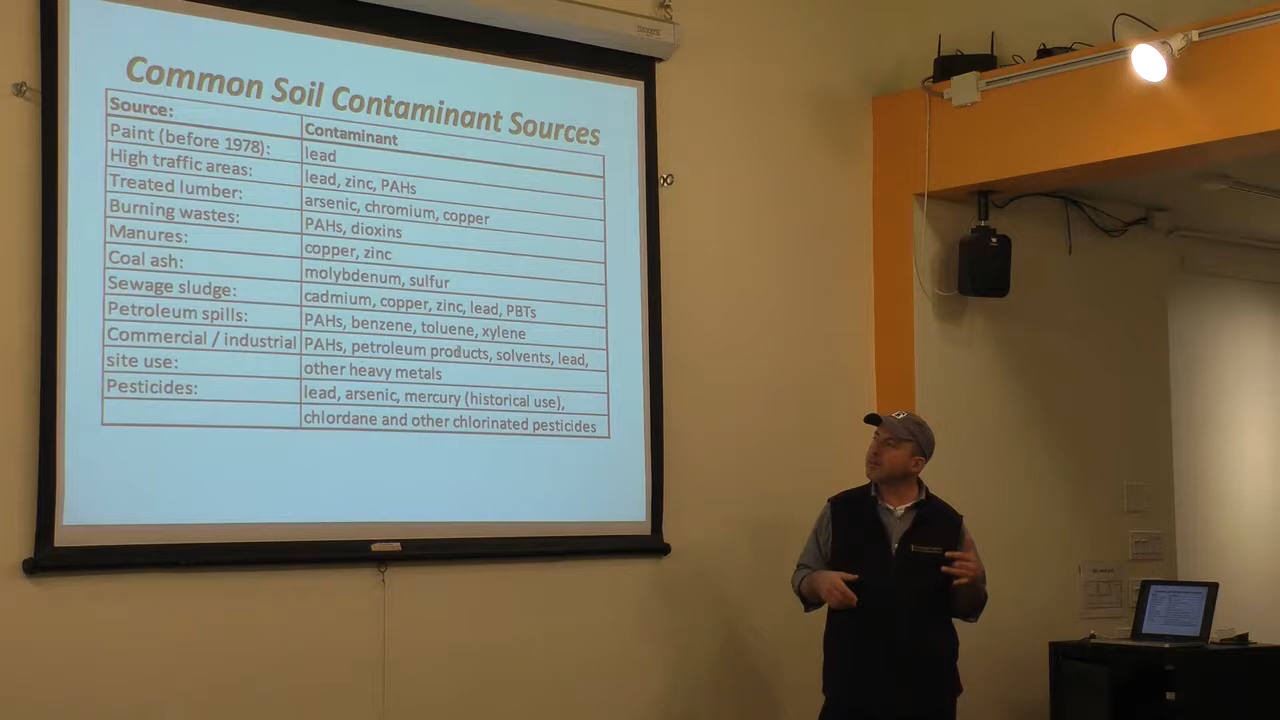 Common Soil Contaminant Sources
Source:
Contaminant
Paint (before 1978):
lead
High traffic areas:
lead, zinc, PAHs
Treated lumber:
arsenic, chromium, copper
Burning wastes:
PAHs, dioxins
Manures:
copper, zinc
Coal ash:
molybdenum, sulfur
Sewage sludge:
cadmium, copper, zinc, lead, PBTs
Petroleum spills:
PAHs, benzene, toluene, xylene
Commercial / industrial
PAHs, petroleum products, solvents, lead,
site use:
other heavy metals
Pesticides:
lead, arsenic, mercury (historical use),
chlordane and other chlorinated pesticides